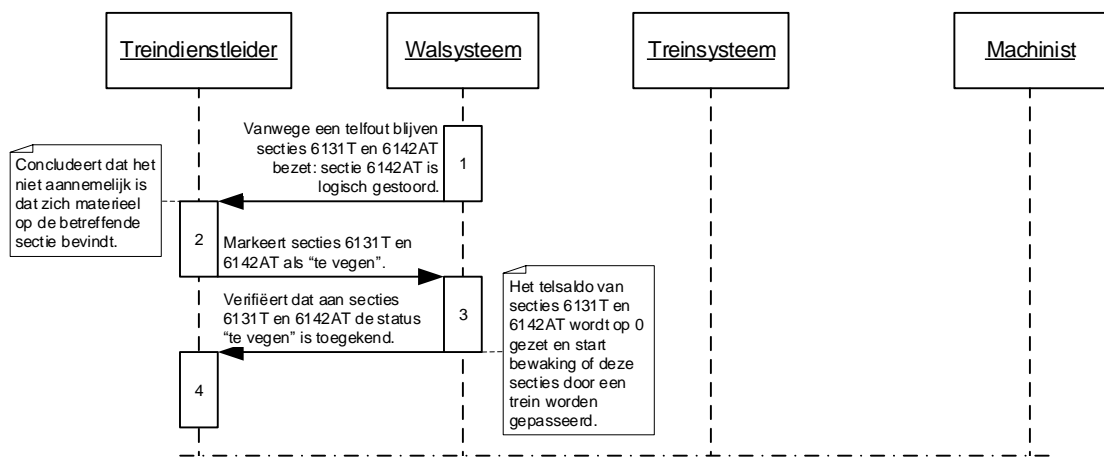 Treindienstleider
Walsysteem
Treinsysteem
Machinist
Vanwege een telfout blijven
secties 6131T en 6142AT
bezet: sectie 6142AT is
logisch gestoord.
1
Concludeert dat het
niet aannemelijk is
dat zich materieel
op de betreffende
sectie bevindt.
2
Markeert secties 6131T en
6142AT als “te vegen”.
Verifiëert dat aan secties
6131T en 6142AT de status
“te vegen” is toegekend.
3
Het telsaldo van
secties 6131T en
6142AT wordt op 0
gezet en start
bewaking of deze
secties door een
trein worden
gepasseerd.
4